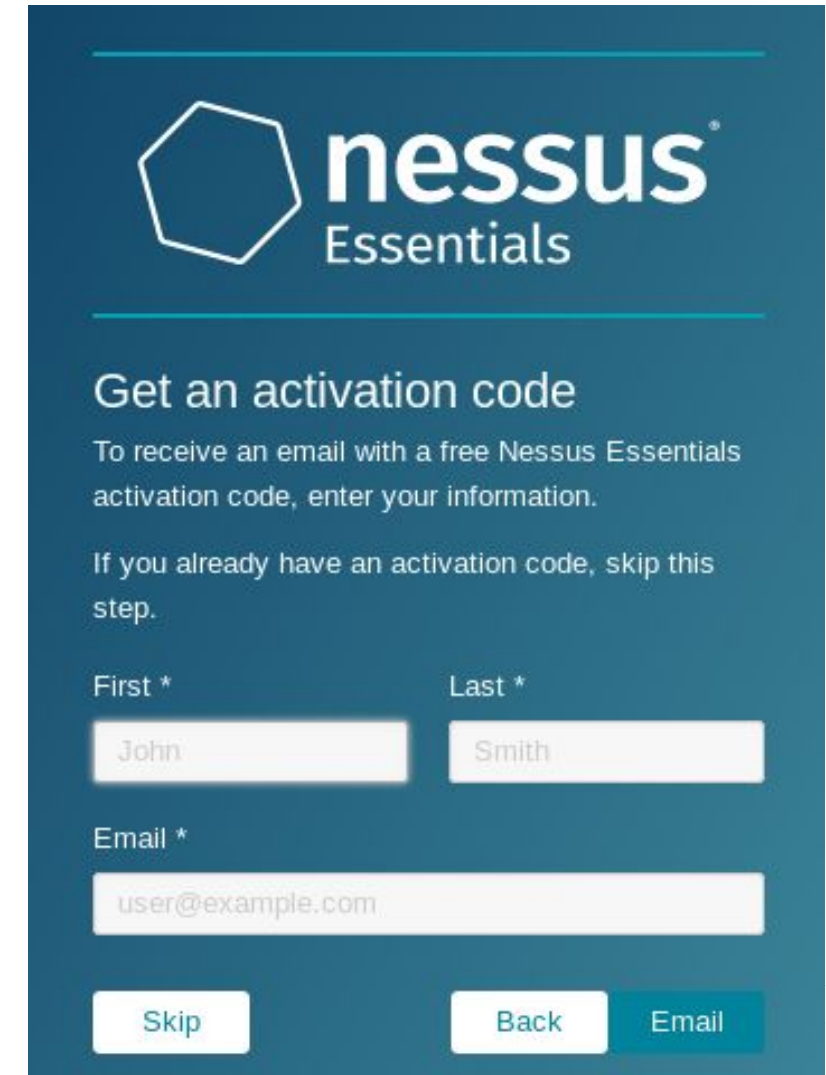 nessus®
Essentials
Get an activation code
To receive an email with a free Nessus Essentials
activation code, enter your information.
If you already have an activation code, skip this
step.
First * Last *
John Smith
Email *
user@example.com
Skip Back Email